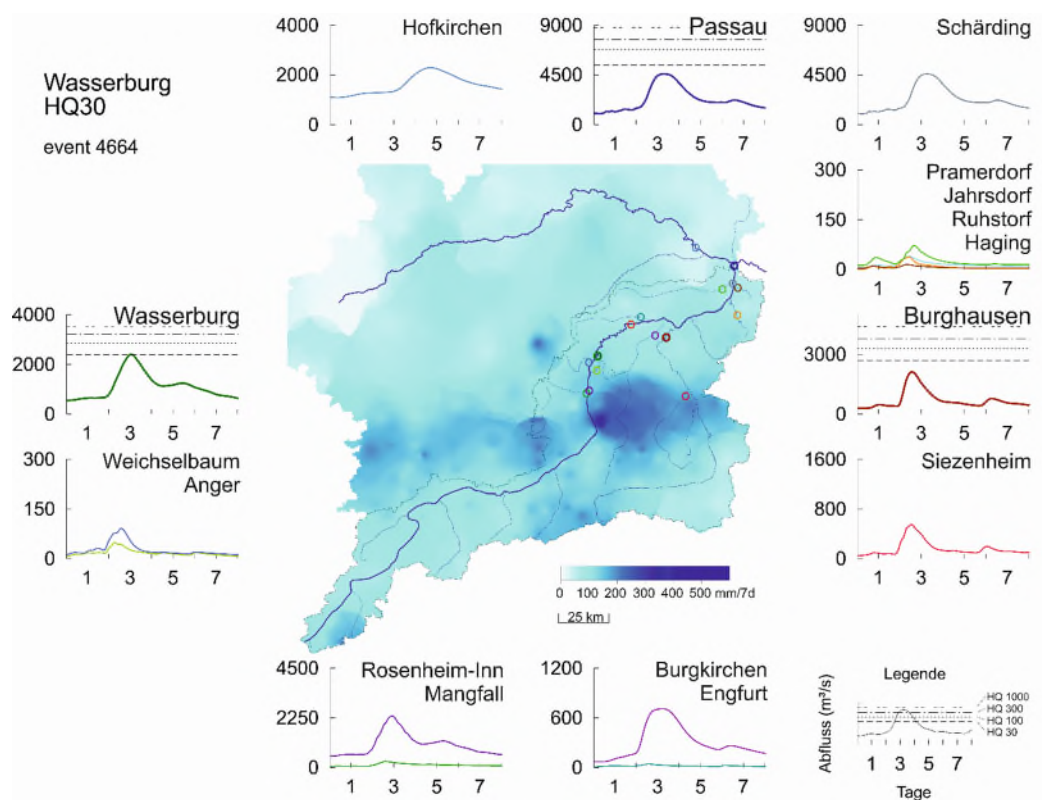 Wasserburg
HQ30
event 4664
Hofkirchen
4000
2000
0
1 3 5 7
Passau
9000
4500
0
1 3 5 7
Schärding
9000
4500
0
1 3 5 7
Pramerdorf
Jahrsdorf
Ruhstorf
Haging
300
150
0
1 3 5 7
Wasserburg
4000
2000
0
1 3 5 7
Burghausen
3000
0
1 3 5 7
Weichselbaum
Anger
300
150
0
1 3 5 7
Siezenheim
1600
800
0
1 3 5 7
0 100 200 300 400 500 mm/7d
25 km
Rosenheim-Inn
Mangfall
4500
2250
0
1 3 5 7
Burgkirchen
Engfurt
1200
600
0
1 3 5 7
Legende
HQ 1000
HQ 300
HQ 100
HQ 30
Abfluss (m³/s)
1 3 5 7
Tage